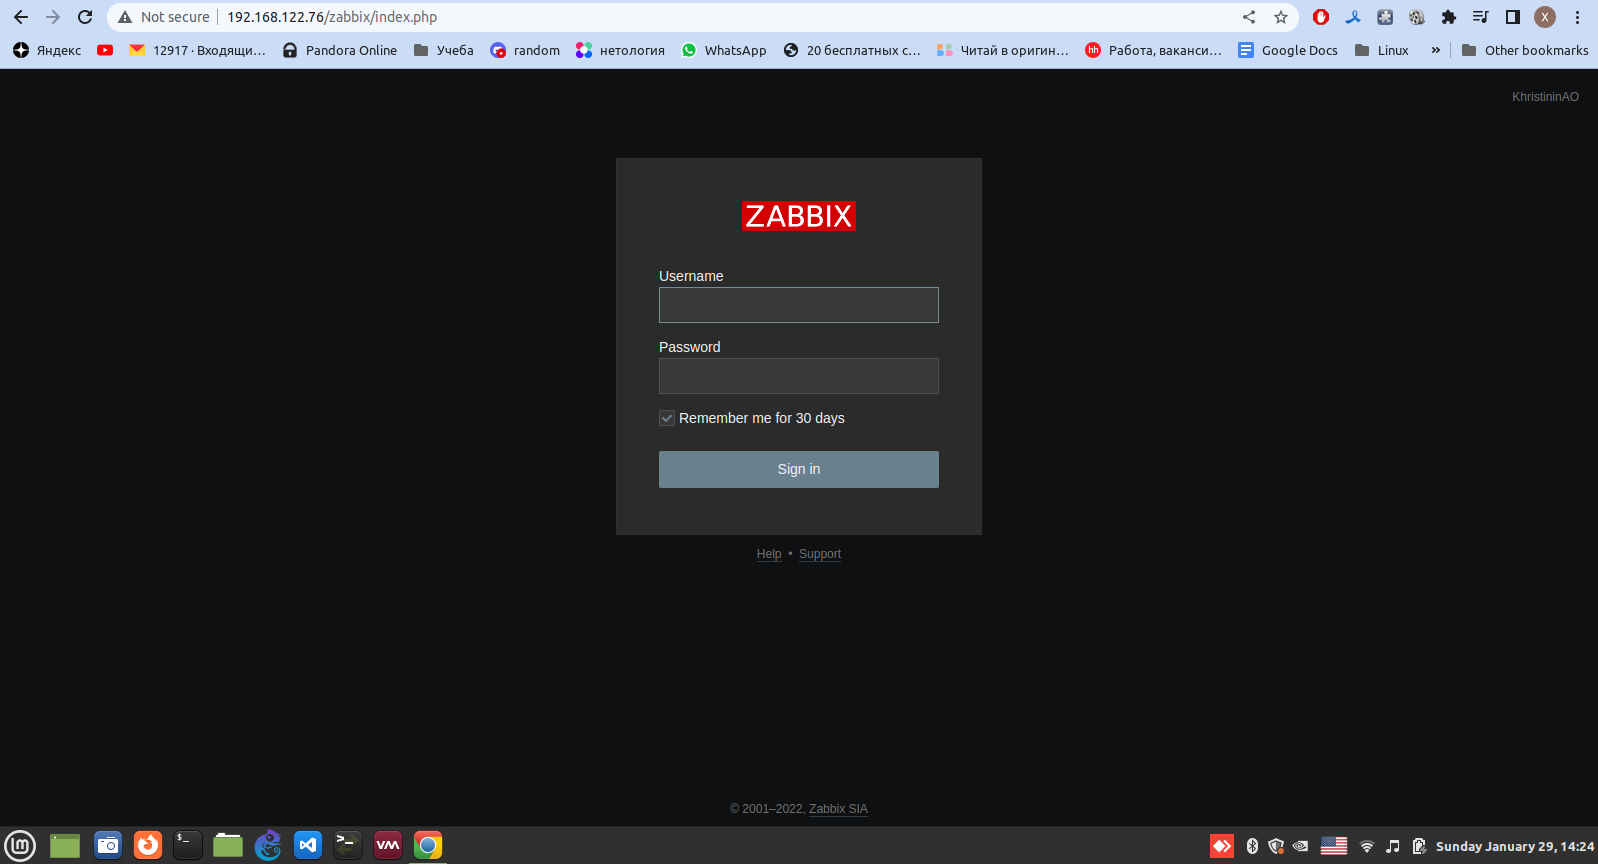 Not secure 192.168.122.76/zabbix/index.php X
Яндекс 12917 · Входящи… Pandora Online Учеба random нетология WhatsApp 20 бесплатных с… Читай в оригин… hh Работа, ваканси… Google Docs Linux » Other bookmarks
KhristininAO
ZABBIX
Username
Password
Remember me for 30 days
Sign in
Help • Support
© 2001–2022, Zabbix SIA
Sunday January 29, 14:24